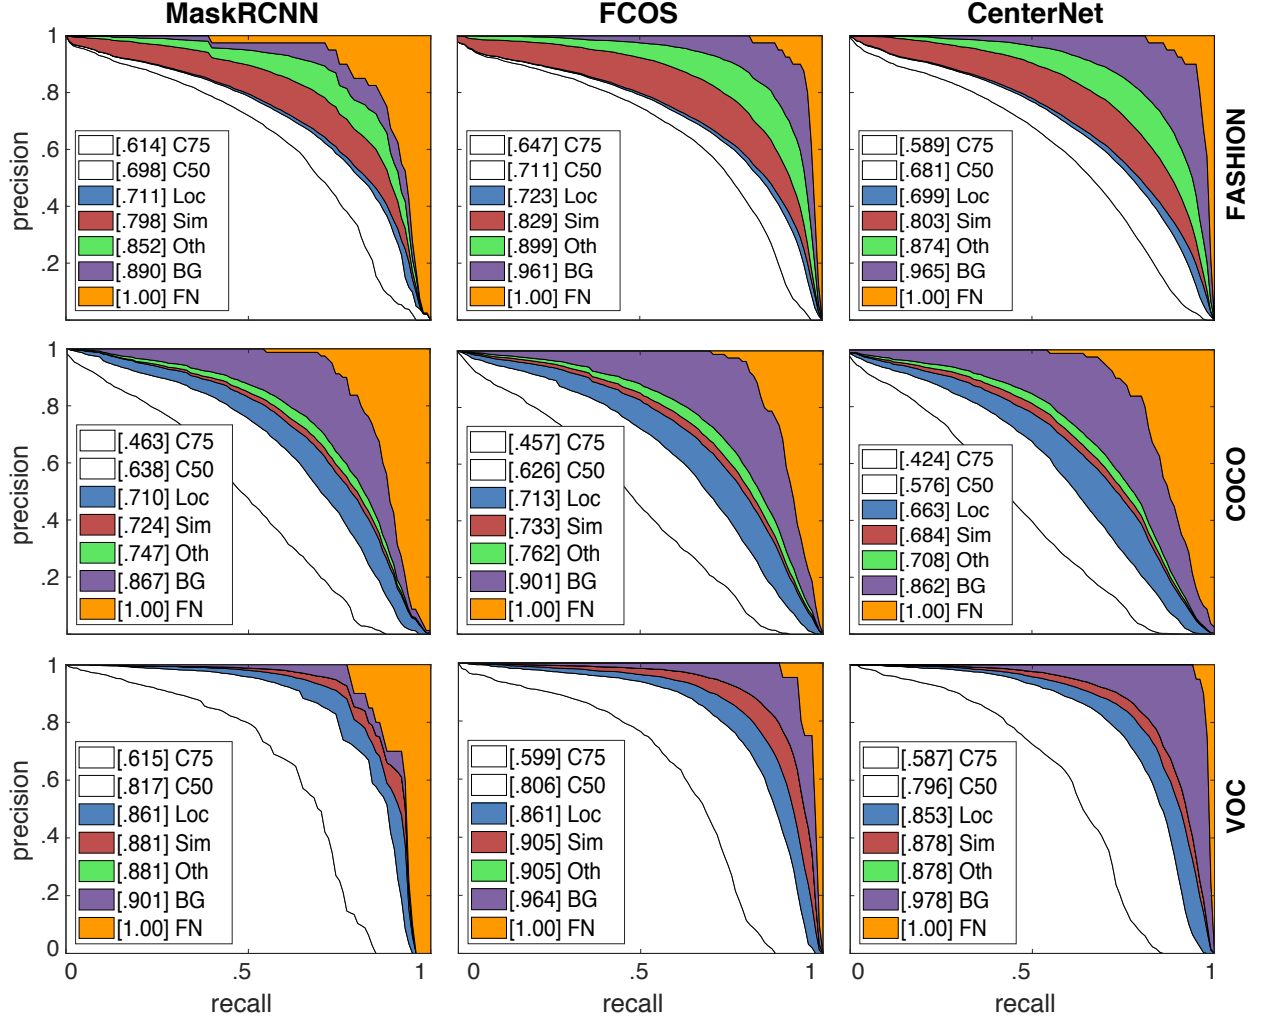 MaskRCNN FCOS CenterNet
1
.8
.6
.4
.2
precision
[.614] C75
[.698] C50
[.711] Loc
[.798] Sim
[.852] Oth
[.890] BG
[1.00] FN
[.647] C75
[.711] C50
[.723] Loc
[.829] Sim
[.899] Oth
[.961] BG
[1.00] FN
[.589] C75
[.681] C50
[.699] Loc
[.803] Sim
[.874] Oth
[.965] BG
[1.00] FN
FASHION
1
.8
.6
.4
.2
precision
[.463] C75
[.638] C50
[.710] Loc
[.724] Sim
[.747] Oth
[.867] BG
[1.00] FN
[.457] C75
[.626] C50
[.713] Loc
[.733] Sim
[.762] Oth
[.901] BG
[1.00] FN
[.424] C75
[.576] C50
[.663] Loc
[.684] Sim
[.708] Oth
[.862] BG
[1.00] FN
COCO
1
.8
.6
.4
.2
0
precision
[.615] C75
[.817] C50
[.861] Loc
[.881] Sim
[.881] Oth
[.901] BG
[1.00] FN
[.599] C75
[.806] C50
[.861] Loc
[.905] Sim
[.905] Oth
[.964] BG
[1.00] FN
[.587] C75
[.796] C50
[.853] Loc
[.878] Sim
[.878] Oth
[.978] BG
[1.00] FN
VOC
0 .5 1 0 .5 1 0 .5 1
recall recall recall